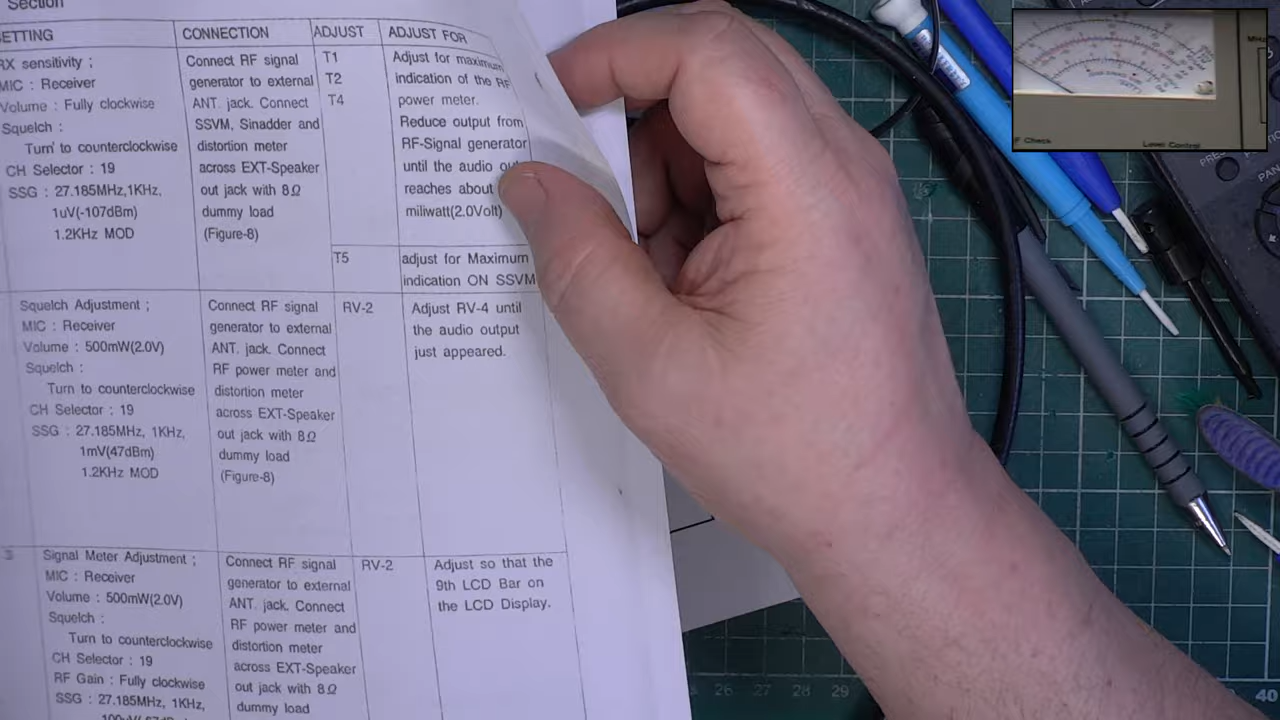 Section
SETTING CONNECTION ADJUST ADJUST FOR
RX sensitivity ;
MIC : Receiver
Volume : Fully clockwise
Squelch :
Turn to counterclockwise
CH Selector : 19
SSG : 27.185MHz,1KHz,
1uV(-107dBm)
1.2KHz MOD
Connect RF signal
generator to external
ANT. jack. Connect
SSVM, Sinadder and
distortion meter
across EXT-Speaker
out jack with 8Ω
dummy load
(Figure-8)
T1
T2
T4
Adjust for maximum
indication of the RF
power meter.
Reduce output from
RF-Signal generator
until the audio
reaches about
miliwatt(2.0Volt)
T5
adjust for Maximum
indication ON SSVM
Squelch Adjustment ;
MIC : Receiver
Volume : 500mW(2.0V)
Squelch :
Turn to counterclockwise
CH Selector : 19
SSG : 27.185MHz, 1KHz,
1mV(47dBm)
1.2KHz MOD
Connect RF signal
generator to external
ANT. jack. Connect
RF power meter and
distortion meter
across EXT-Speaker
out jack with 8Ω
dummy load
(Figure-8)
RV-2
Adjust RV-4 until
the audio output
just appeared.
3
Signal Meter Adjustment ;
MIC : Receiver
Volume : 500mW(2.0V)
Squelch :
Turn to counterclockwise
CH Selector : 19
RF Gain : Fully clockwise
SSG : 27.185MHz, 1KHz,
Connect RF signal
generator to external
ANT. jack. Connect
RF power meter and
distortion meter
across EXT-Speaker
out jack with 8Ω
dummy load
RV-2
Adjust so that the
9th LCD Bar on
the LCD Display.
Check
Level Control
26 27 28 29
40